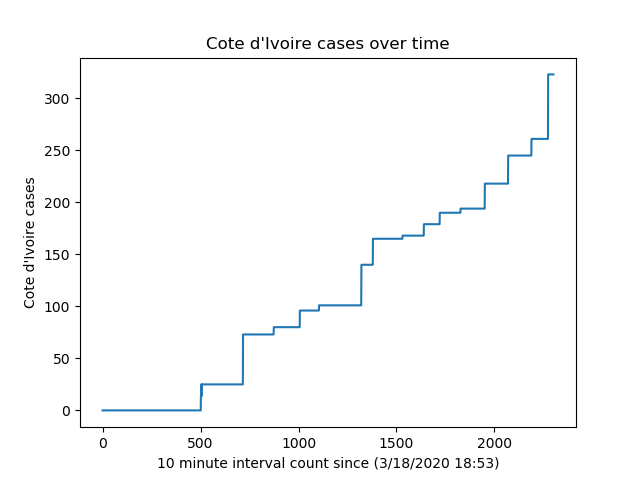 Cote d'Ivoire cases over time
300
250
200
150
100
50
0
Cote d'Ivoire cases
0 500 1000 1500 2000
10 minute interval count since (3/18/2020 18:53)